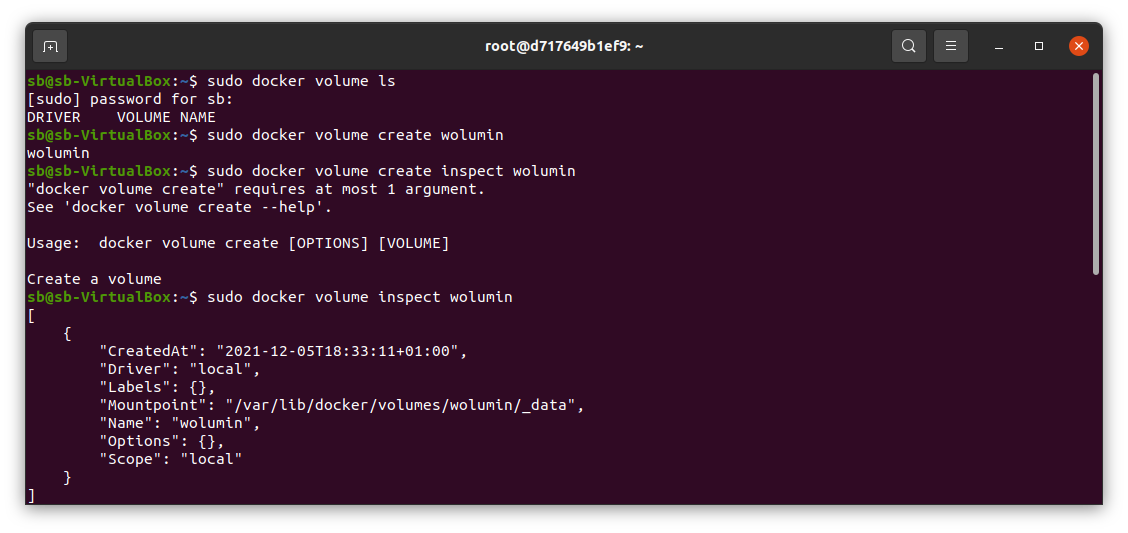 root@d717649b1ef9: ~
sb@sb-VirtualBox:~$ sudo docker volume ls
[sudo] password for sb:
DRIVER    VOLUME NAME
sb@sb-VirtualBox:~$ sudo docker volume create wolumin
wolumin
sb@sb-VirtualBox:~$ sudo docker volume create inspect wolumin
"docker volume create" requires at most 1 argument.
See 'docker volume create --help'.

Usage:  docker volume create [OPTIONS] [VOLUME]

Create a volume
sb@sb-VirtualBox:~$ sudo docker volume inspect wolumin
[
    {
        "CreatedAt": "2021-12-05T18:33:11+01:00",
        "Driver": "local",
        "Labels": {},
        "Mountpoint": "/var/lib/docker/volumes/wolumin/_data",
        "Name": "wolumin",
        "Options": {},
        "Scope": "local"
    }
]